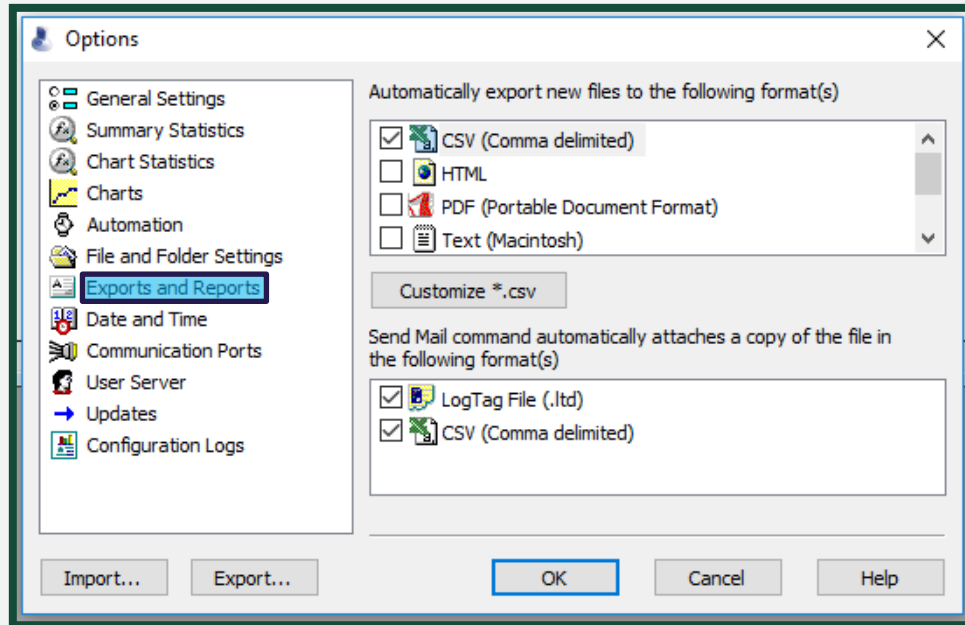 Options
General Settings
Summary Statistics
Chart Statistics
Charts
Automation
File and Folder Settings
Exports and Reports
Date and Time
Communication Ports
User Server
Updates
Configuration Logs
Automatically export new files to the following format(s)
CSV (Comma delimited)
HTML
PDF (Portable Document Format)
Text (Macintosh)
Customize *.csv
Send Mail command automatically attaches a copy of the file in
the following format(s)
LogTag File (.ltd)
CSV (Comma delimited)
Import...
Export...
OK
Cancel
Help